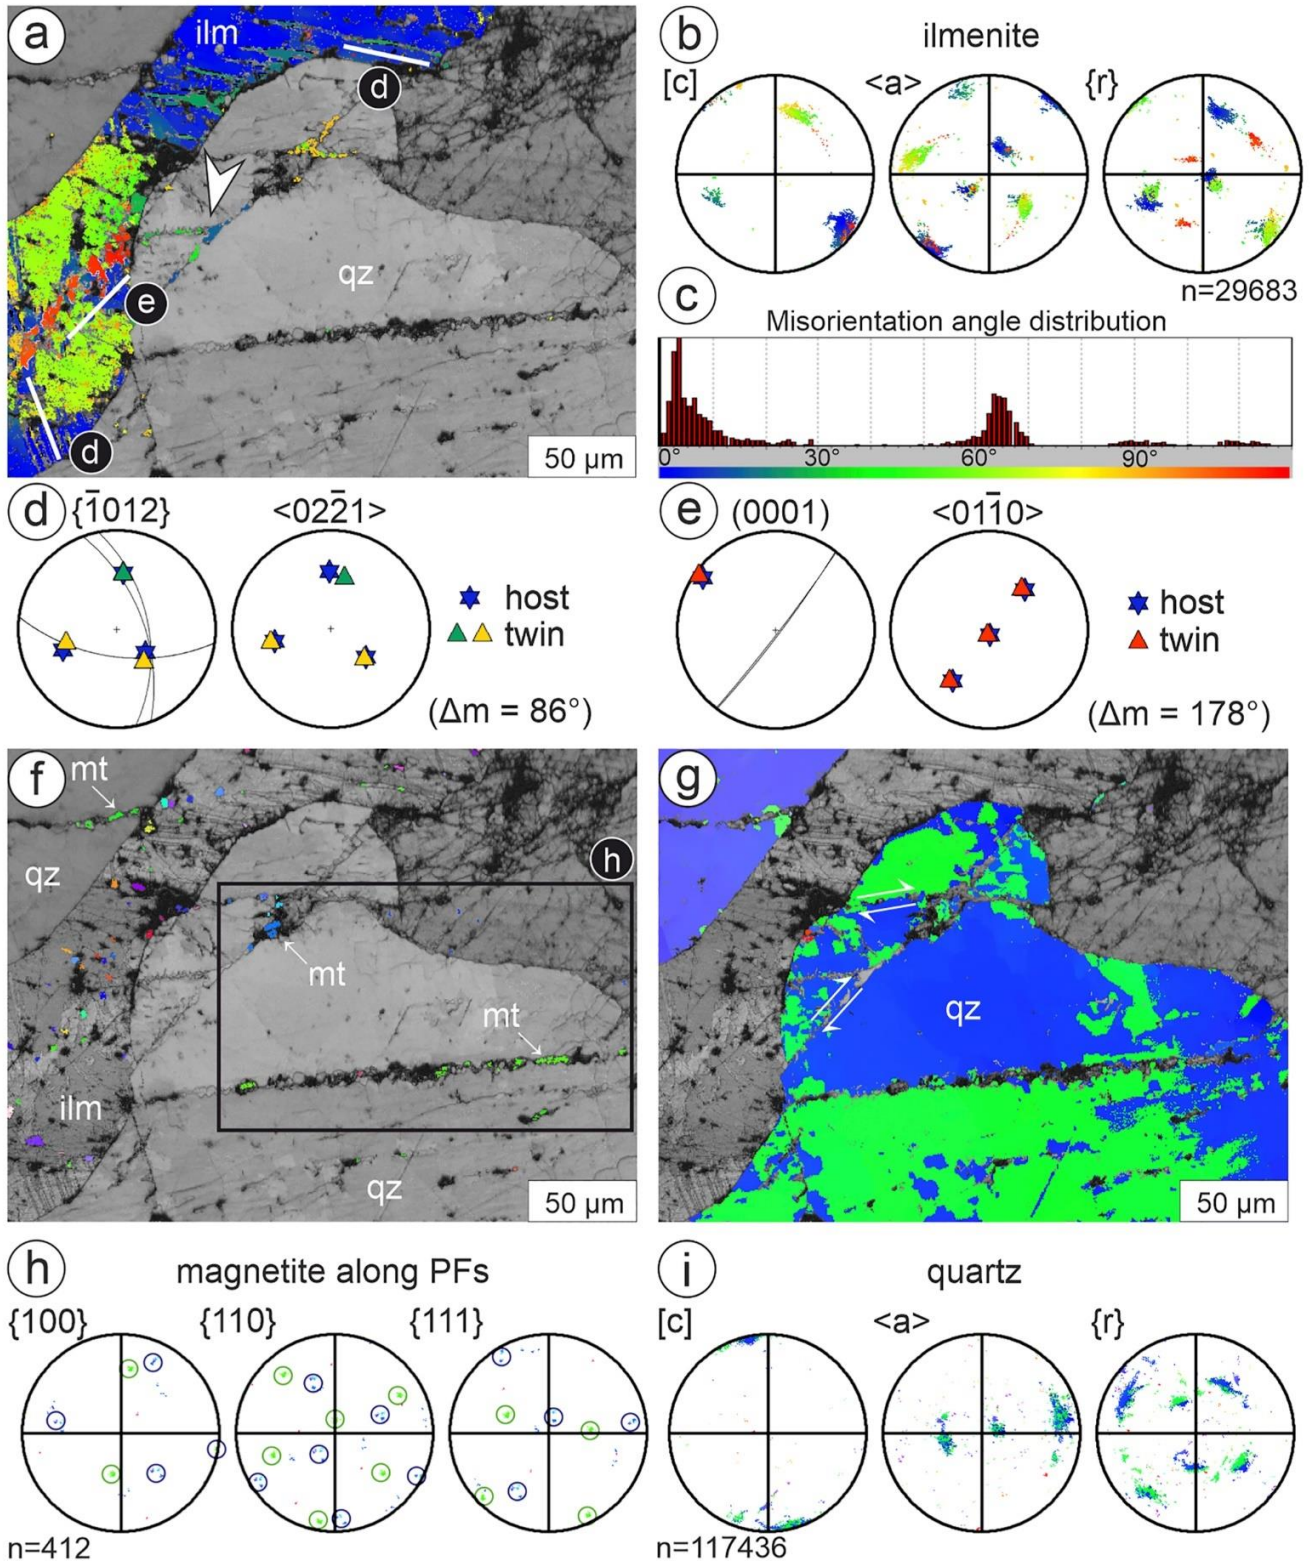 a
ilm
d
qz
e
d
50 µm
b
ilmenite
[c]
<a>
{r}
n=29683
c
Misorientation angle distribution
0°
30°
60°
90°
d
{1̅012}
<022̅1>
host
twin
(Δm = 86°)
e
(0001)
<011̅0>
host
twin
(Δm = 178°)
f
mt
qz
h
mt
mt
ilm
qz
50 µm
g
qz
50 µm
h
magnetite along PFs
{100}
{110}
{111}
n=412
i
quartz
[c]
<a>
{r}
n=117436